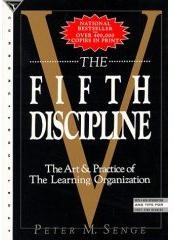 NATIONAL
BESTSELLER
OVER 400,000
COPIES IN PRINT
THE
FIFTH
DISCIPLINE
The Art & Practice of
The Learning Organization
PETER M. SENGE